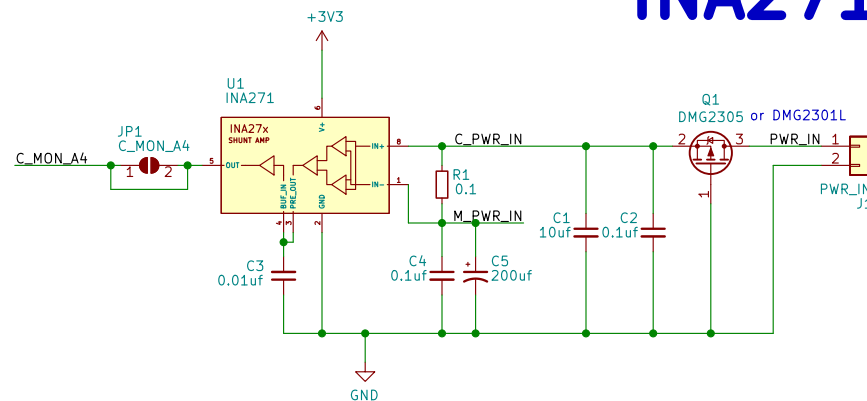 INA271
+3V3
U1
INA271
6
V+
INA27x
SHUNT AMP
JP1
C_MON_A4
C_MON_A4
1
2
5
OUT
IN+
8
IN-
1
BUF_IN
PRE_OUT
GND
4
3
2
C_PWR_IN
R1
0.1
M_PWR_IN
C3
0.01uf
C4
0.1uf
+
C5
200uf
C1
10uf
C2
0.1uf
Q1
DMG2305
or DMG2301L
2
3
1
PWR_IN
1
2
PWR_IN
J1
GND